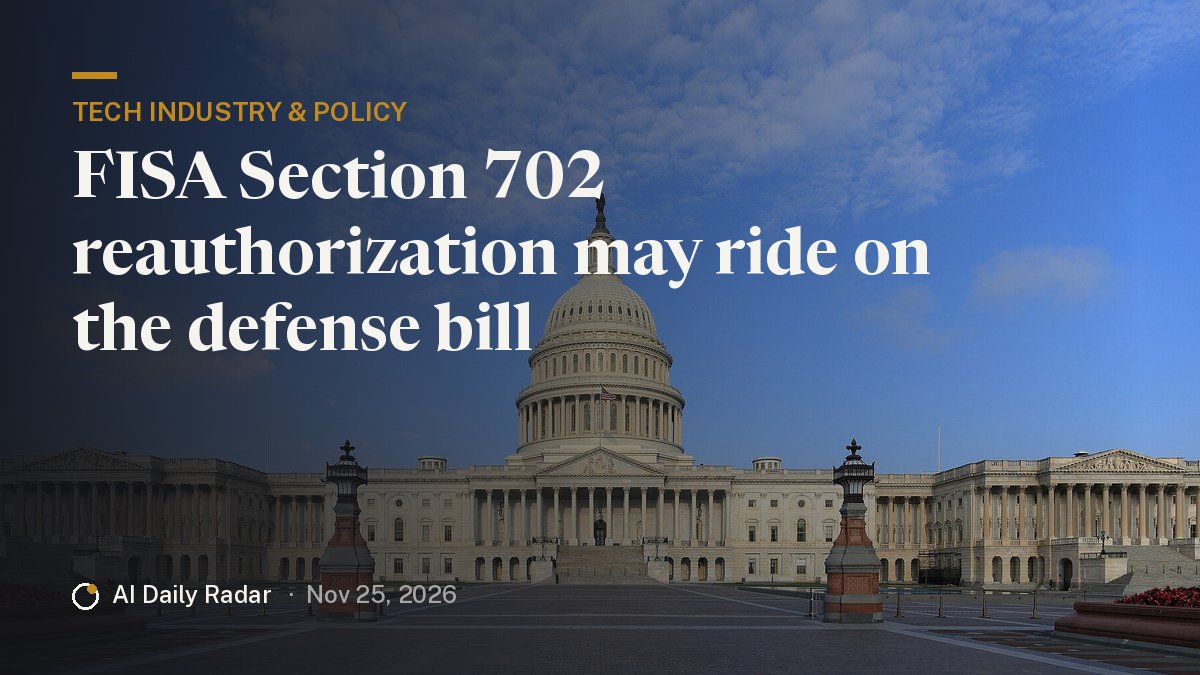 TECH INDUSTRY & POLICY
FISA Section 702
reauthorization may ride on
the defense bill
AI Daily Radar · Nov 25, 2026